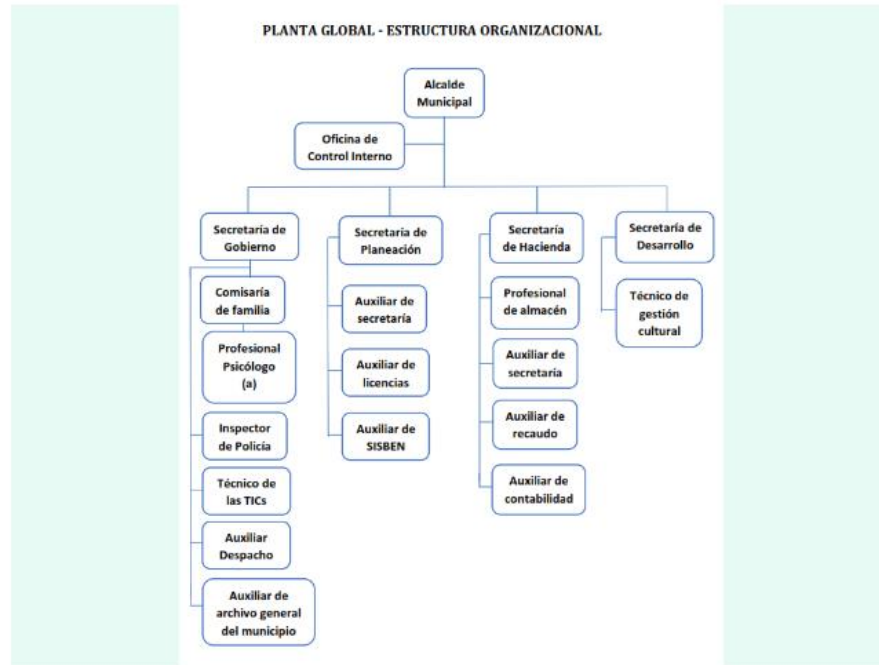 PLANTA GLOBAL - ESTRUCTURA ORGANIZACIONAL
Alcalde
Municipal
Oficina de
Control Interno
Secretaría de
Gobierno
Comisaría
de familia
Profesional
Psicólogo
(a)
Inspector
de Policía
Técnico de
las TICs
Auxiliar
Despacho
Auxiliar de
archivo general
del municipio
Secretaría de
Planeación
Auxiliar de
secretaría
Auxiliar de
licencias
Auxiliar de
SISBEN
Secretaría
de Hacienda
Profesional
de almacén
Auxiliar de
secretaría
Auxiliar de
recaudo
Auxiliar de
contabilidad
Secretaría de
Desarrollo
Técnico de
gestión
cultural